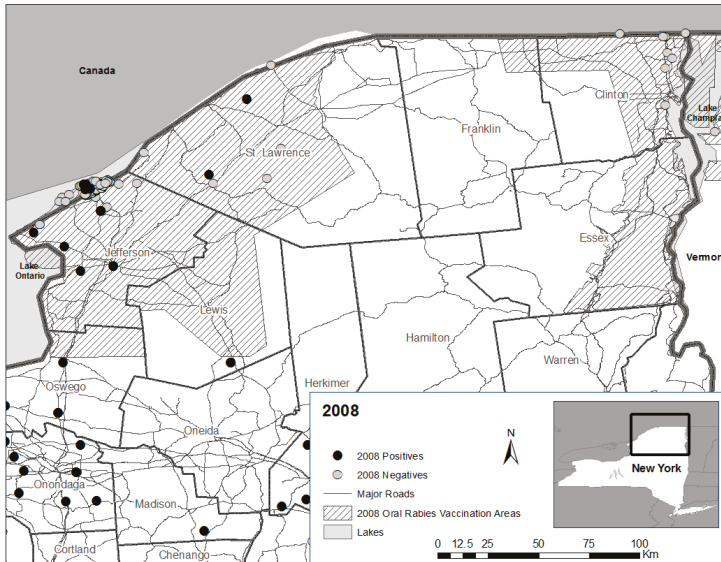 Canada
Clinton
Lake
Champla
Franklin
St. Lawrence
Essex
Jefferson
Vermon
Lake
Ontario
Lewis
Hamilton
Warren
Herkimer
Oswego
Oneida
Onondaga
Madison
Cortland
Chenango
2008
N
2008 Positives
2008 Negatives
Major Roads
2008 Oral Rabies Vaccination Areas
Lakes
New York
0 12.5 25 50 75 100
Km